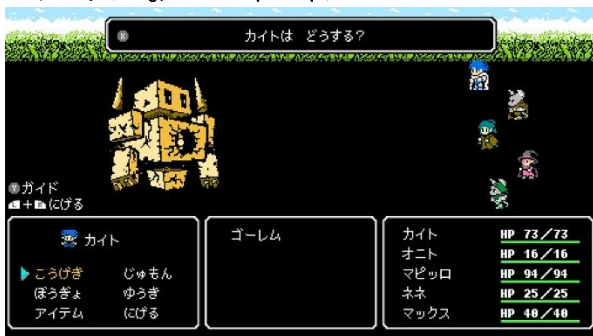 Ⓧ カイトは どうする?
Ⓨガイド
L+Rにげる
カイト
こうげき じゅもん
ぼうぎょ ゆうき
アイテム にげる
ゴーレム
カイト HP 73/73
オニト HP 16/16
マピッロ HP 94/94
ネネ HP 25/25
マックス HP 40/40